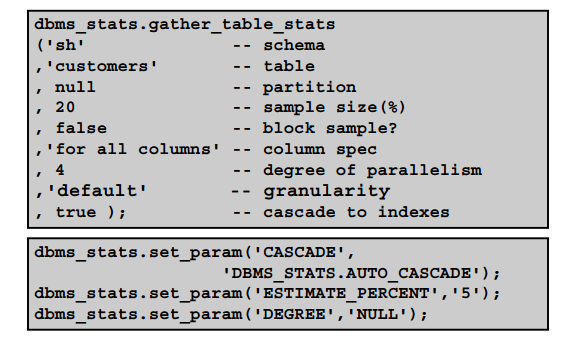 dbms_stats.gather_table_stats
('sh' -- schema
,'customers' -- table
, null -- partition
, 20 -- sample size(%)
, false -- block sample?
,'for all columns' -- column spec
, 4 -- degree of parallelism
,'default' -- granularity
, true ); -- cascade to indexes
dbms_stats.set_param('CASCADE',
'DBMS_STATS.AUTO_CASCADE');
dbms_stats.set_param('ESTIMATE_PERCENT','5');
dbms_stats.set_param('DEGREE','NULL');